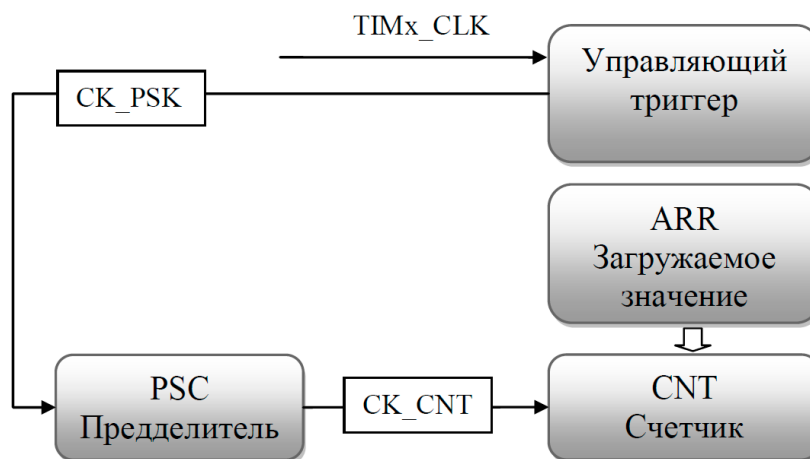 TIMx_CLK
Управляющий
триггер
CK_PSK
ARR
Загружаемое
значение
PSC
Предделитель
CK_CNT
CNT
Счетчик